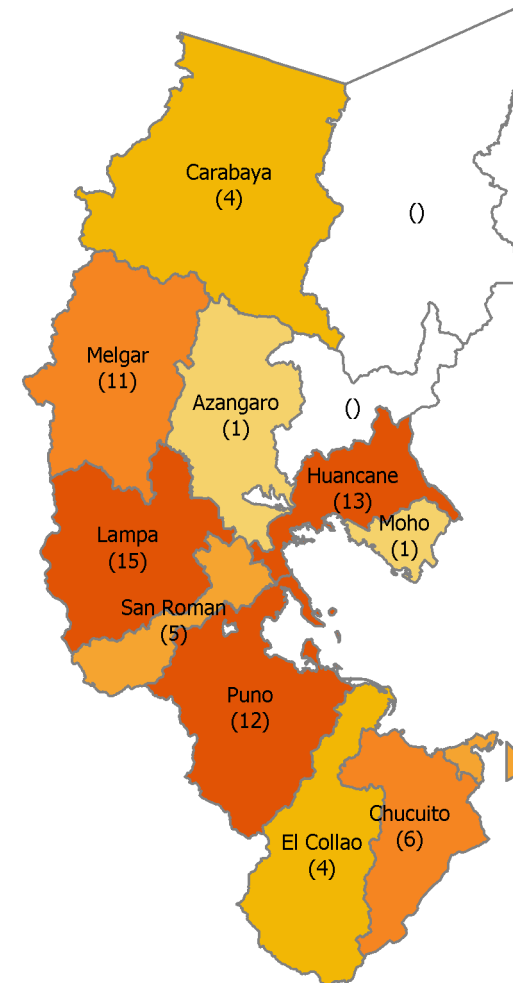 Carabaya
(4)
()
Melgar
(11)
Azangaro
(1)
()
Huancane
(13)
Moho
(1)
Lampa
(15)
San Roman
(5)
Puno
(12)
Chucuito
(6)
El Collao
(4)